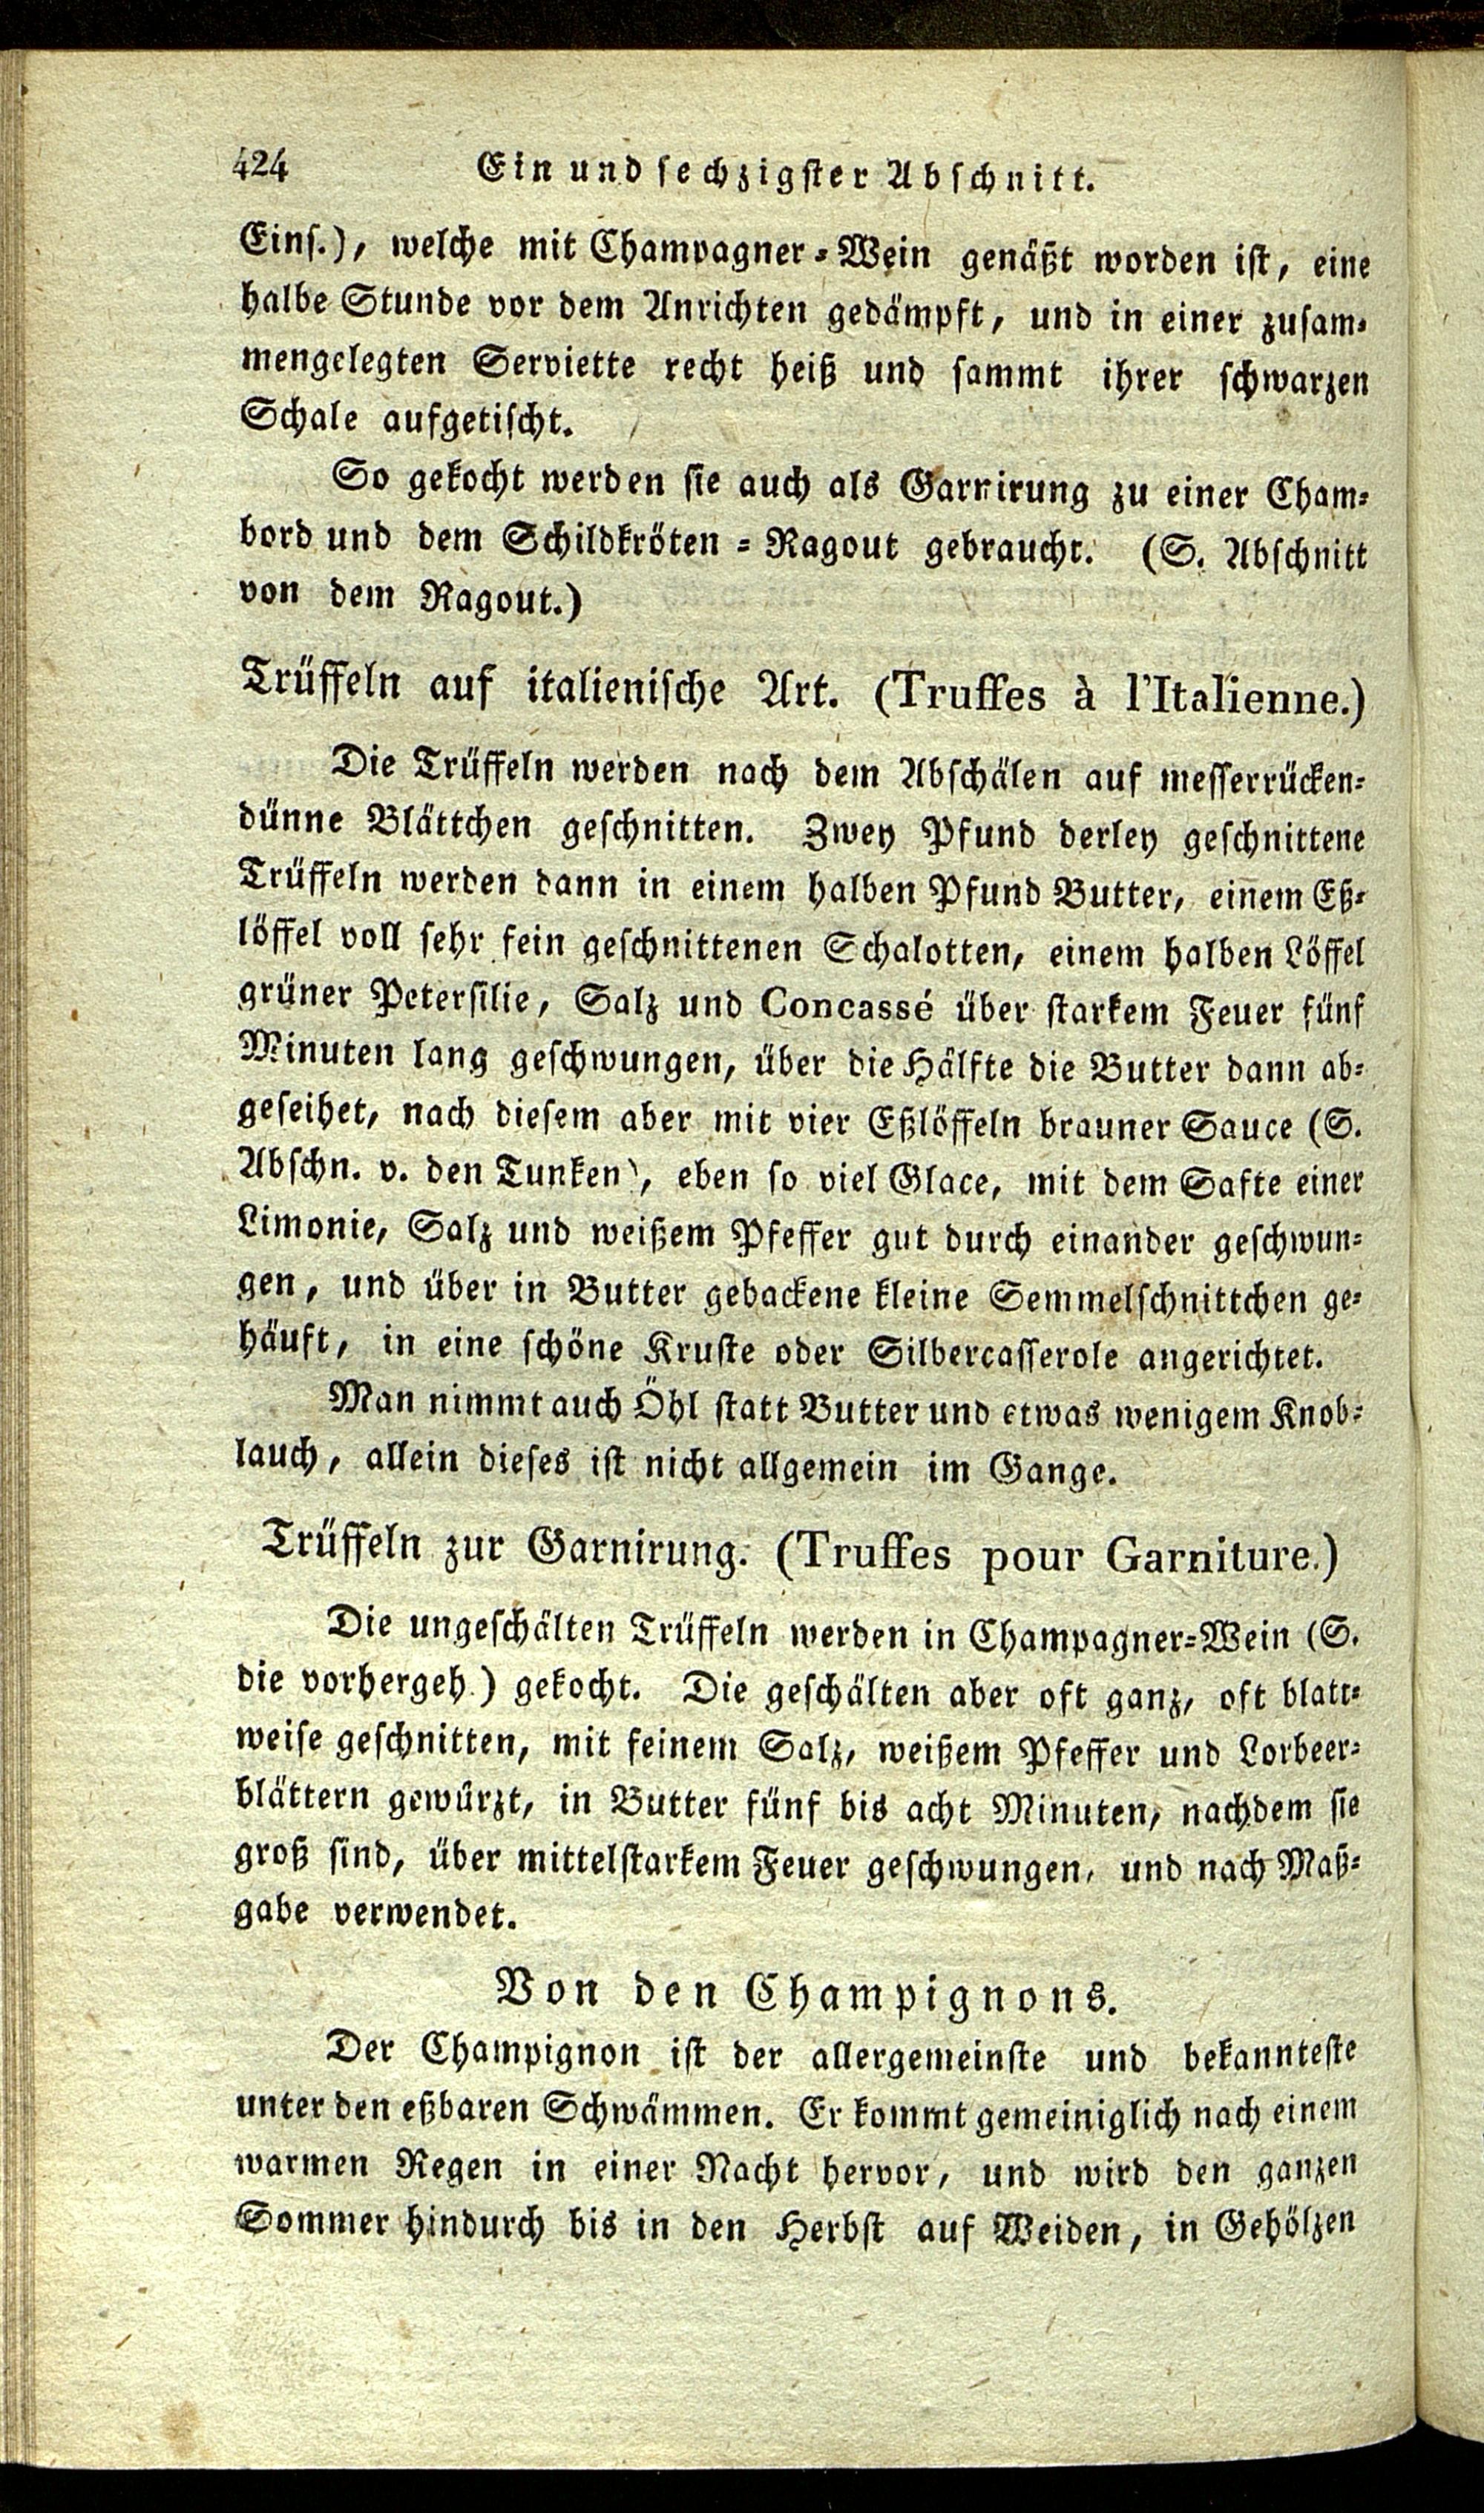 424 Ein und sechzigster Abschnitt.
Eins.), welche mit Champagner-Wein genäßt worden ist, eine
halbe Stunde vor dem Anrichten gedämpft, und in einer zusam-
mengelegten Serviette recht heiß und sammt ihrer schwarzen
Schale aufgetischt.
So gekocht werden sie auch als Garnirung zu einer Cham-
bord und dem Schildkröten-Ragout gebraucht. (S. Abschnitt
von dem Ragout.)
Trüffeln auf italienische Art. (Truffes à l'Italienne.)
Die Trüffeln werden nach dem Abschälen auf messerrücken-
dünne Blättchen geschnitten. Zwey Pfund derley geschnittene
Trüffeln werden dann in einem halben Pfund Butter, einem Eß-
löffel voll sehr fein geschnittenen Schalotten, einem halben Löffel
grüner Petersilie, Salz und Concassé über starkem Feuer fünf
Minuten lang geschwungen, über die Hälfte die Butter dann ab-
geseihet, nach diesem aber mit vier Eßlöffeln brauner Sauce (S.
Abschn. v. den Tunken), eben so viel Glace, mit dem Safte einer
Limonie, Salz und weißem Pfeffer gut durch einander geschwun-
gen, und über in Butter gebackene kleine Semmelschnittchen ge-
häuft, in eine schöne Kruste oder Silbercasserole angerichtet.
Man nimmt auch Öhl statt Butter und etwas wenigem Knob-
lauch, allein dieses ist nicht allgemein im Gange.
Trüffeln zur Garnirung. (Truffes pour Garniture.)
Die ungeschälten Trüffeln werden in Champagner-Wein (S.
die vorhergeh.) gekocht. Die geschälten aber oft ganz, oft blatt-
weise geschnitten, mit feinem Salz, weißem Pfeffer und Lorbeer-
blättern gewürzt, in Butter fünf bis acht Minuten, nachdem sie
groß sind, über mittelstarkem Feuer geschwungen, und nach Maß-
gabe verwendet.
Von den Champignons.
Der Champignon ist der allergemeinste und bekannteste
unter den eßbaren Schwämmen. Er kommt gemeiniglich nach einem
warmen Regen in einer Nacht hervor, und wird den ganzen
Sommer hindurch bis in den Herbst auf Weiden, in Gehölzen